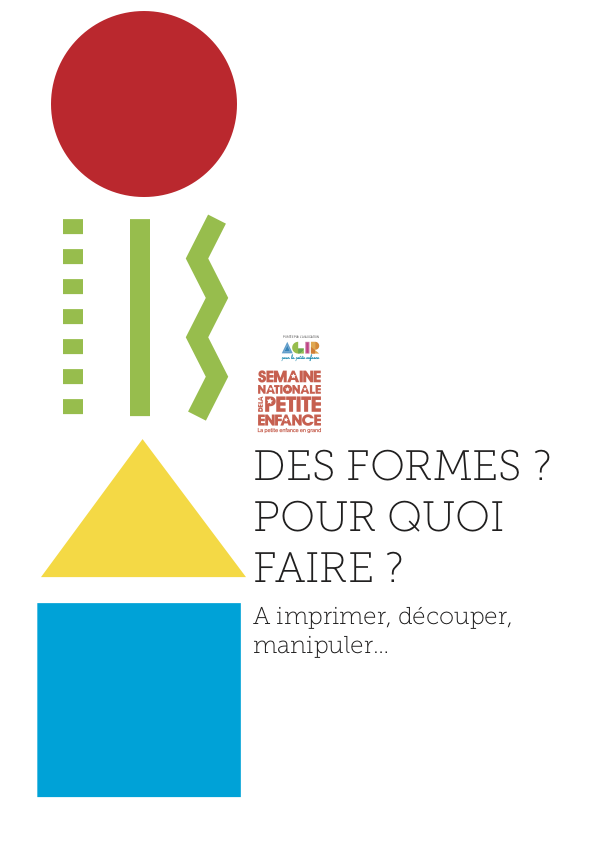 AGIR
pour la petite enfance
SEMAINE
NATIONALE
DE LA PETITE
ENFANCE
La petite enfance en grand
DES FORMES ?
POUR QUOI
FAIRE ?
A imprimer, découper,
manipuler...